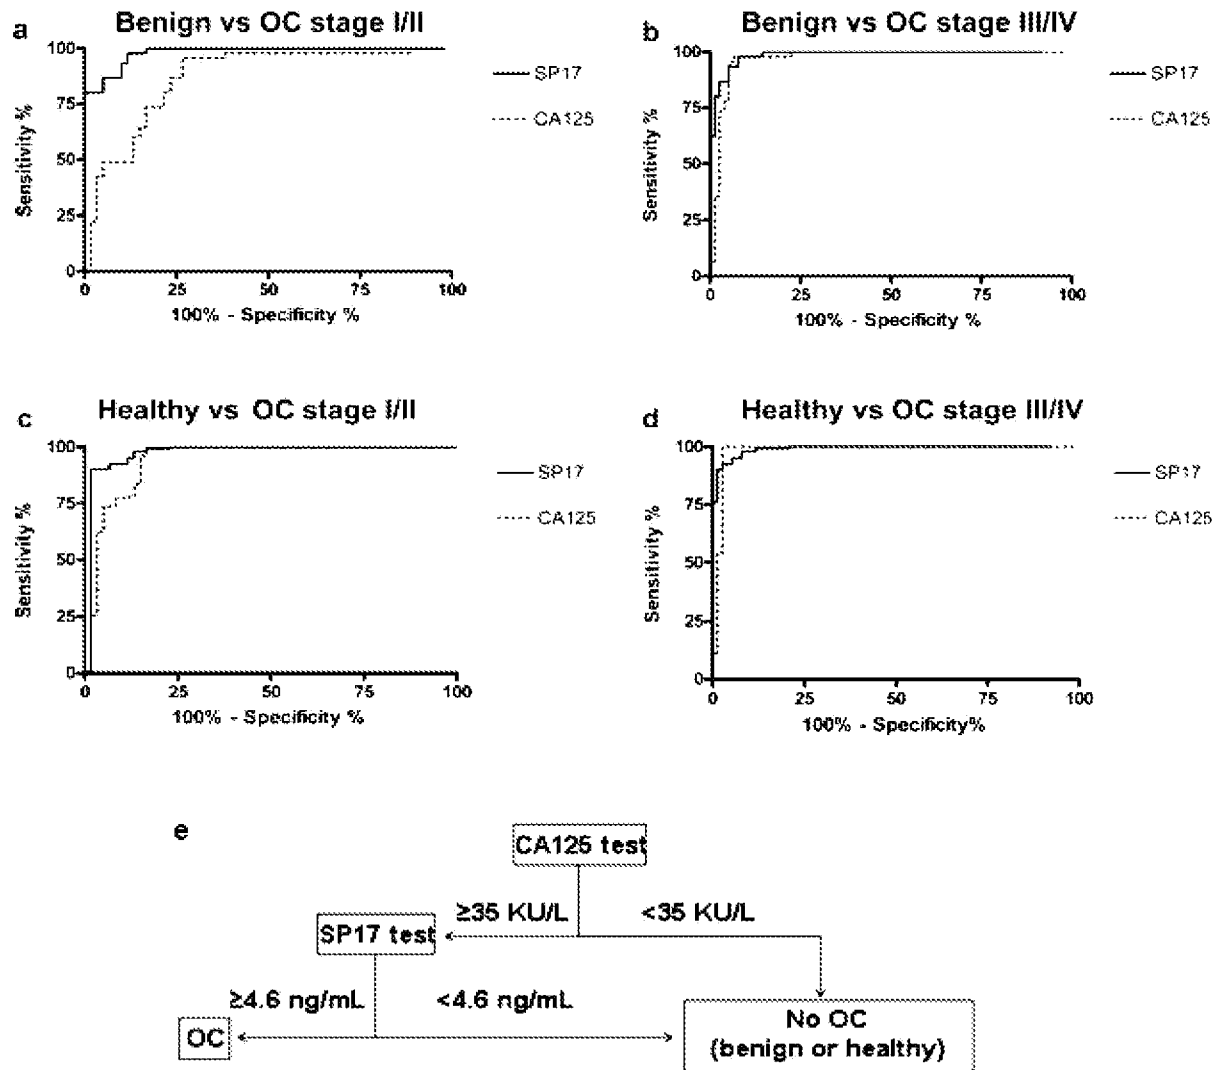 a
Benign vs OC stage I/II
100
75
50
25
0
Sensitivity %
0 25 50 75 100
100% - Specificity %
SP17
CA125
b
Benign vs OC stage III/IV
100
75
50
25
0
Sensitivity %
0 25 50 75 100
100% - Specificity %
SP17
CA125
c
Healthy vs OC stage I/II
100
75
50
25
0
Sensitivity %
0 25 50 75 100
100% - Specificity %
SP17
CA125
d
Healthy vs OC stage III/IV
100
75
50
25
0
Sensitivity %
0 25 50 75 100
100% - Specificity%
SP17
CA125
e
CA125 test
≥35 KU/L <35 KU/L
SP17 test
≥4.6 ng/mL <4.6 ng/mL
OC
No OC
(benign or healthy)